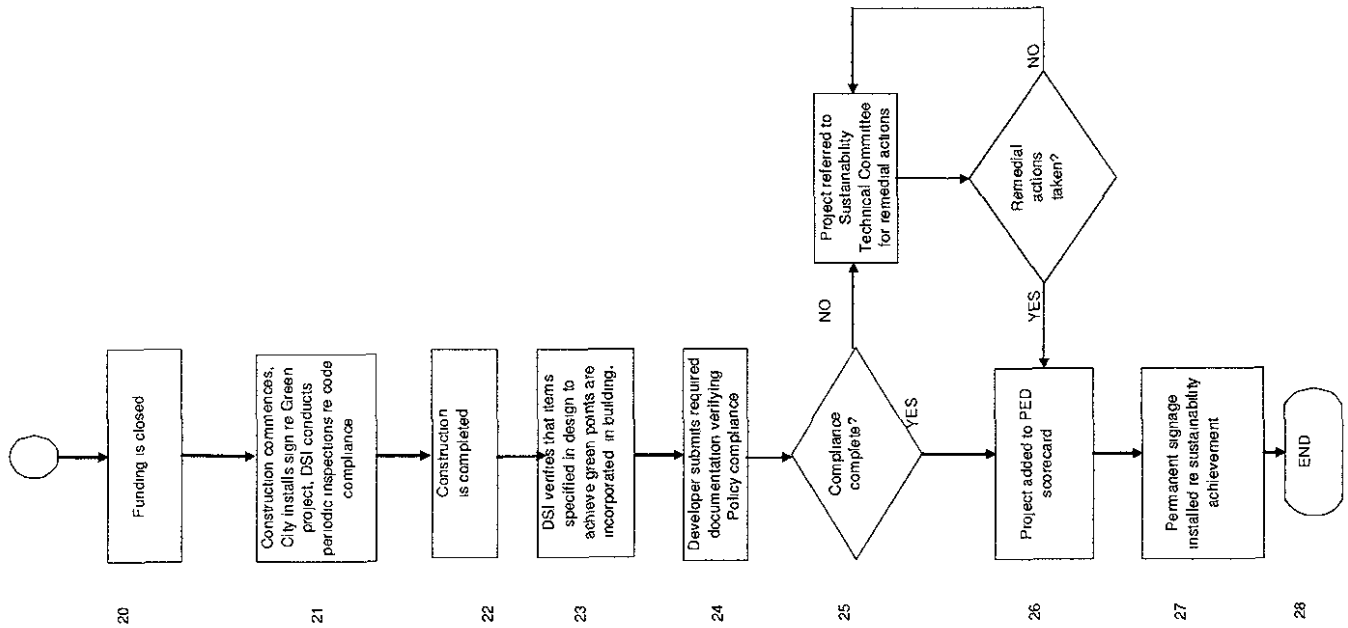 20
Funding is closed
21
Construction commences,
City installs sign re Green
project, DSI conducts
periodic inspections re code
compliance
22
Construction
is completed
23
DSI verifies that items
specified in design to
achieve green points are
incorporated in building.
24
Developer submits required
documentation verifying
Policy compliance
25
Compliance
complete?
NO
YES
Project referred to
Sustainability
Technical Committee
for remedial actions
Remedial
actions
taken?
NO
YES
26
Project added to PED
scorecard
27
Permanent signage
installed re sustainability
achievement
28
END